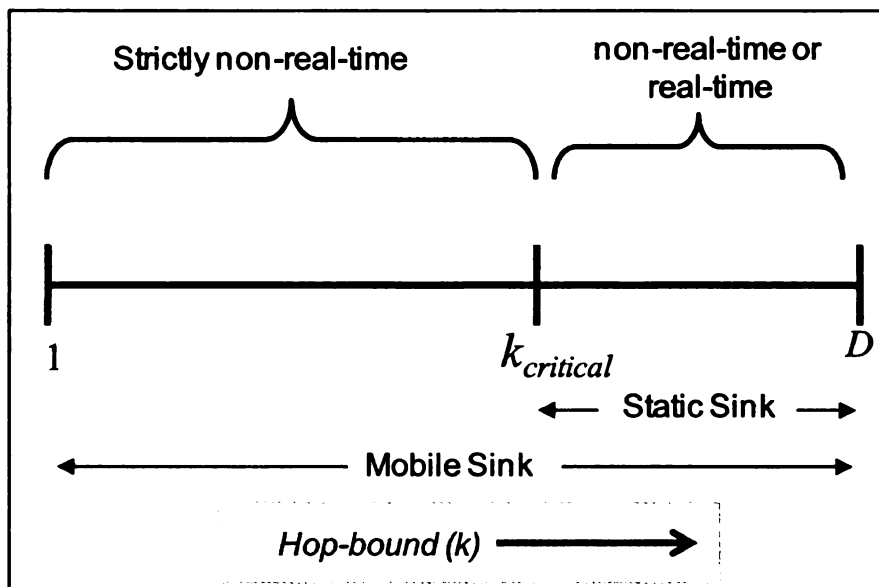 Strictly non-real-time
non-real-time or
real-time
1
k_critical
D
Static Sink
Mobile Sink
Hop-bound (k)